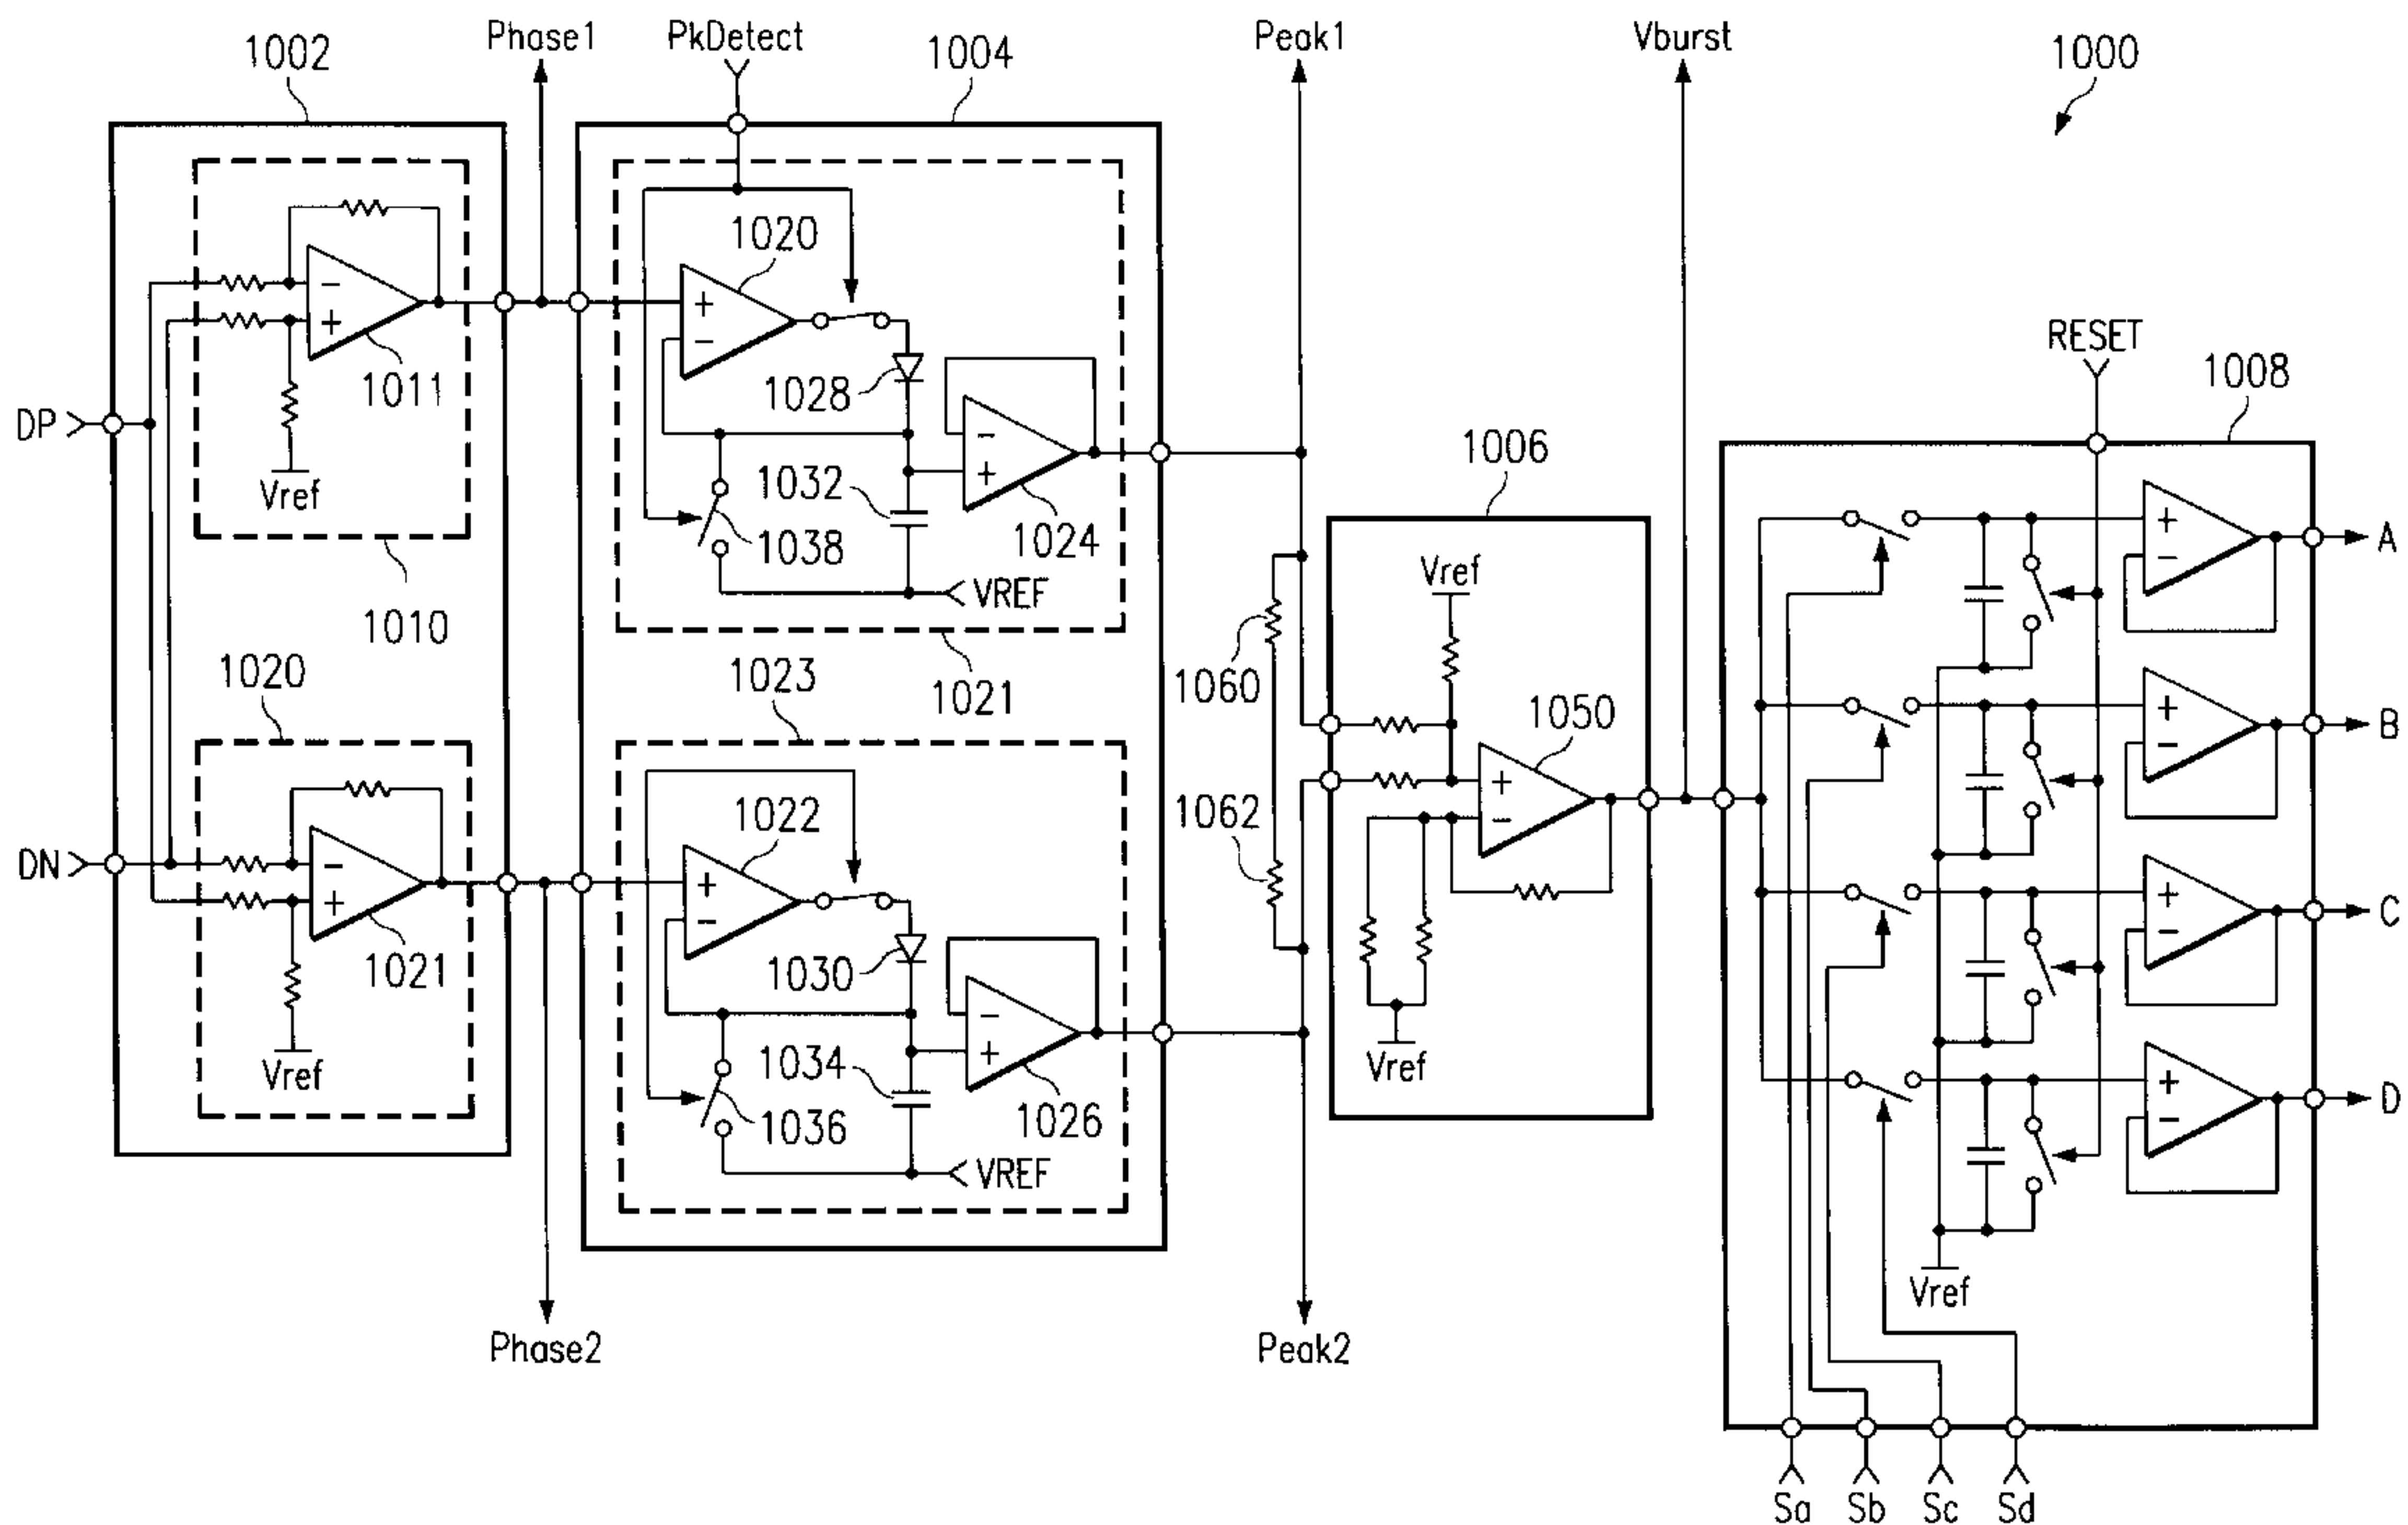 Phase1
PkDetect
Peak1
Vburst
1002
1004
1000
1020
1011
1028
DP
Vref
1032
1038
1024
VREF
1010
1021
1020
1023
1060
1006
Vref
RESET
1008
+
-
A
B
C
D
1062
1050
+
-
DN
1022
1021
1030
Vref
1034
1036
1026
VREF
Vref
Vref
Phase2
Peak2
Sa Sb Sc Sd